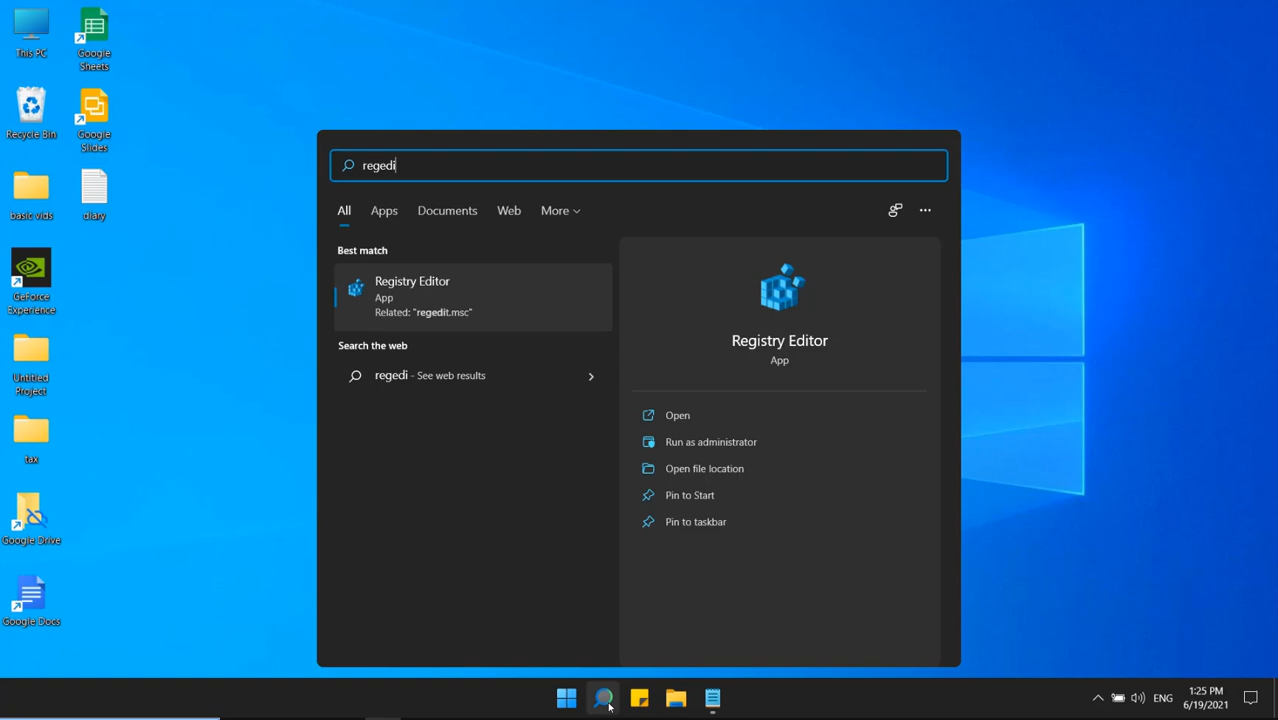 This PC
Google
Sheets
Recycle Bin
Google
Slides
basic vids
diary
GeForce
Experience
Untitled
Project
tax
Google Drive
Google Docs
regedi
All Apps Documents Web More
Best match
Registry Editor
App
Related: "regedit.msc"
Search the web
regedi - See web results
Registry Editor
App
Open
Run as administrator
Open file location
Pin to Start
Pin to taskbar
ENG
1:25 PM
6/19/2021